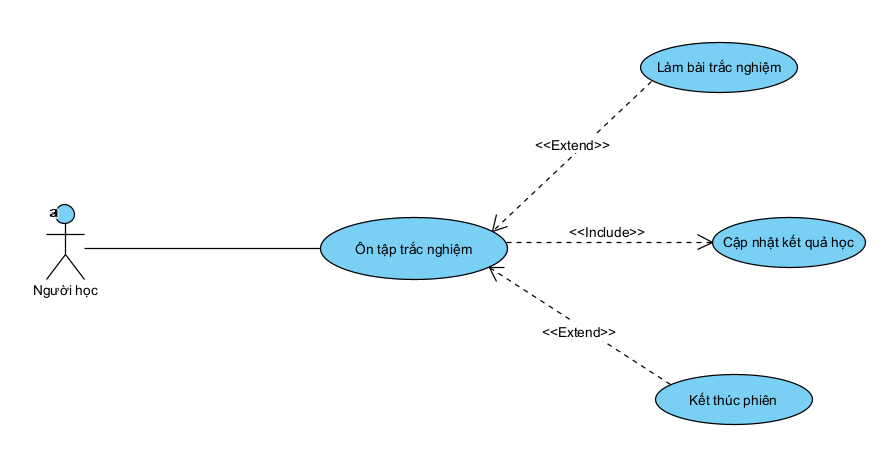 Làm bài trắc nghiệm
<<Extend>>
a
<<Include>>
Cập nhật kết quả học
Ôn tập trắc nghiệm
Người học
<<Extend>>
Kết thúc phiên